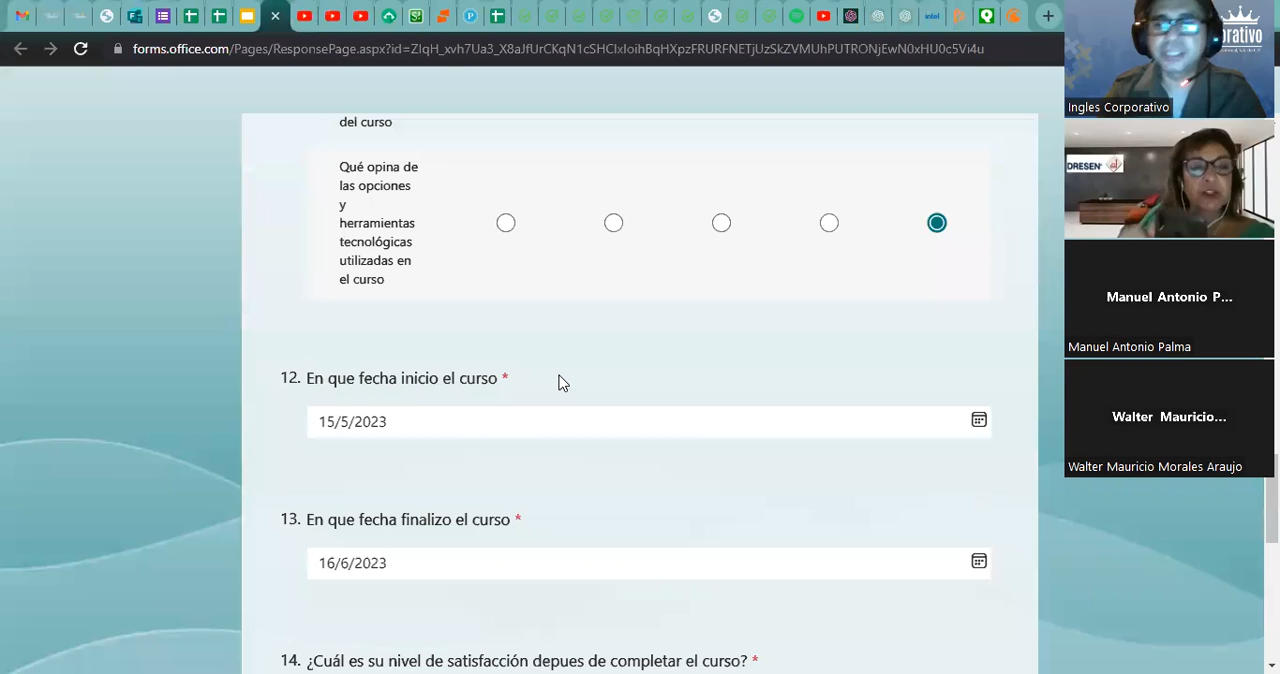 forms.office.com/Pages/ResponsePage.aspx?id=ZIqH_xvh7Ua3_X8aJfUrCKqN1cSHClxIoihBqHXpzFRURFNETjUzSkZVMUhPUTRONjEwN0xHU0c5Vi4u
del curso
Qué opina de
las opciones
y
herramientas
tecnológicas
utilizadas en
el curso
12. En que fecha inicio el curso *
15/5/2023
13. En que fecha finalizo el curso *
16/6/2023
14. ¿Cuál es su nivel de satisfacción depues de completar el curso? *
orativo
Ingles Corporativo
DRESEN
Manuel Antonio P...
Manuel Antonio Palma
Walter Mauricio...
Walter Mauricio Morales Araujo
intel